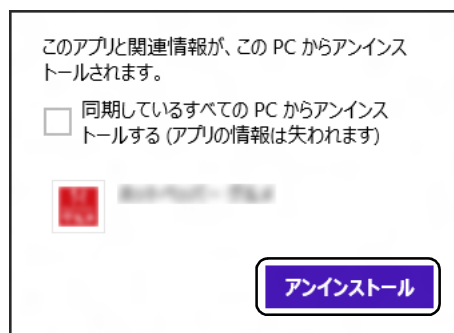 このアプリと関連情報が、この PC からアンインス
トールされます。
同期しているすべての PC からアンインス
トールする (アプリの情報は失われます)
アンインストール